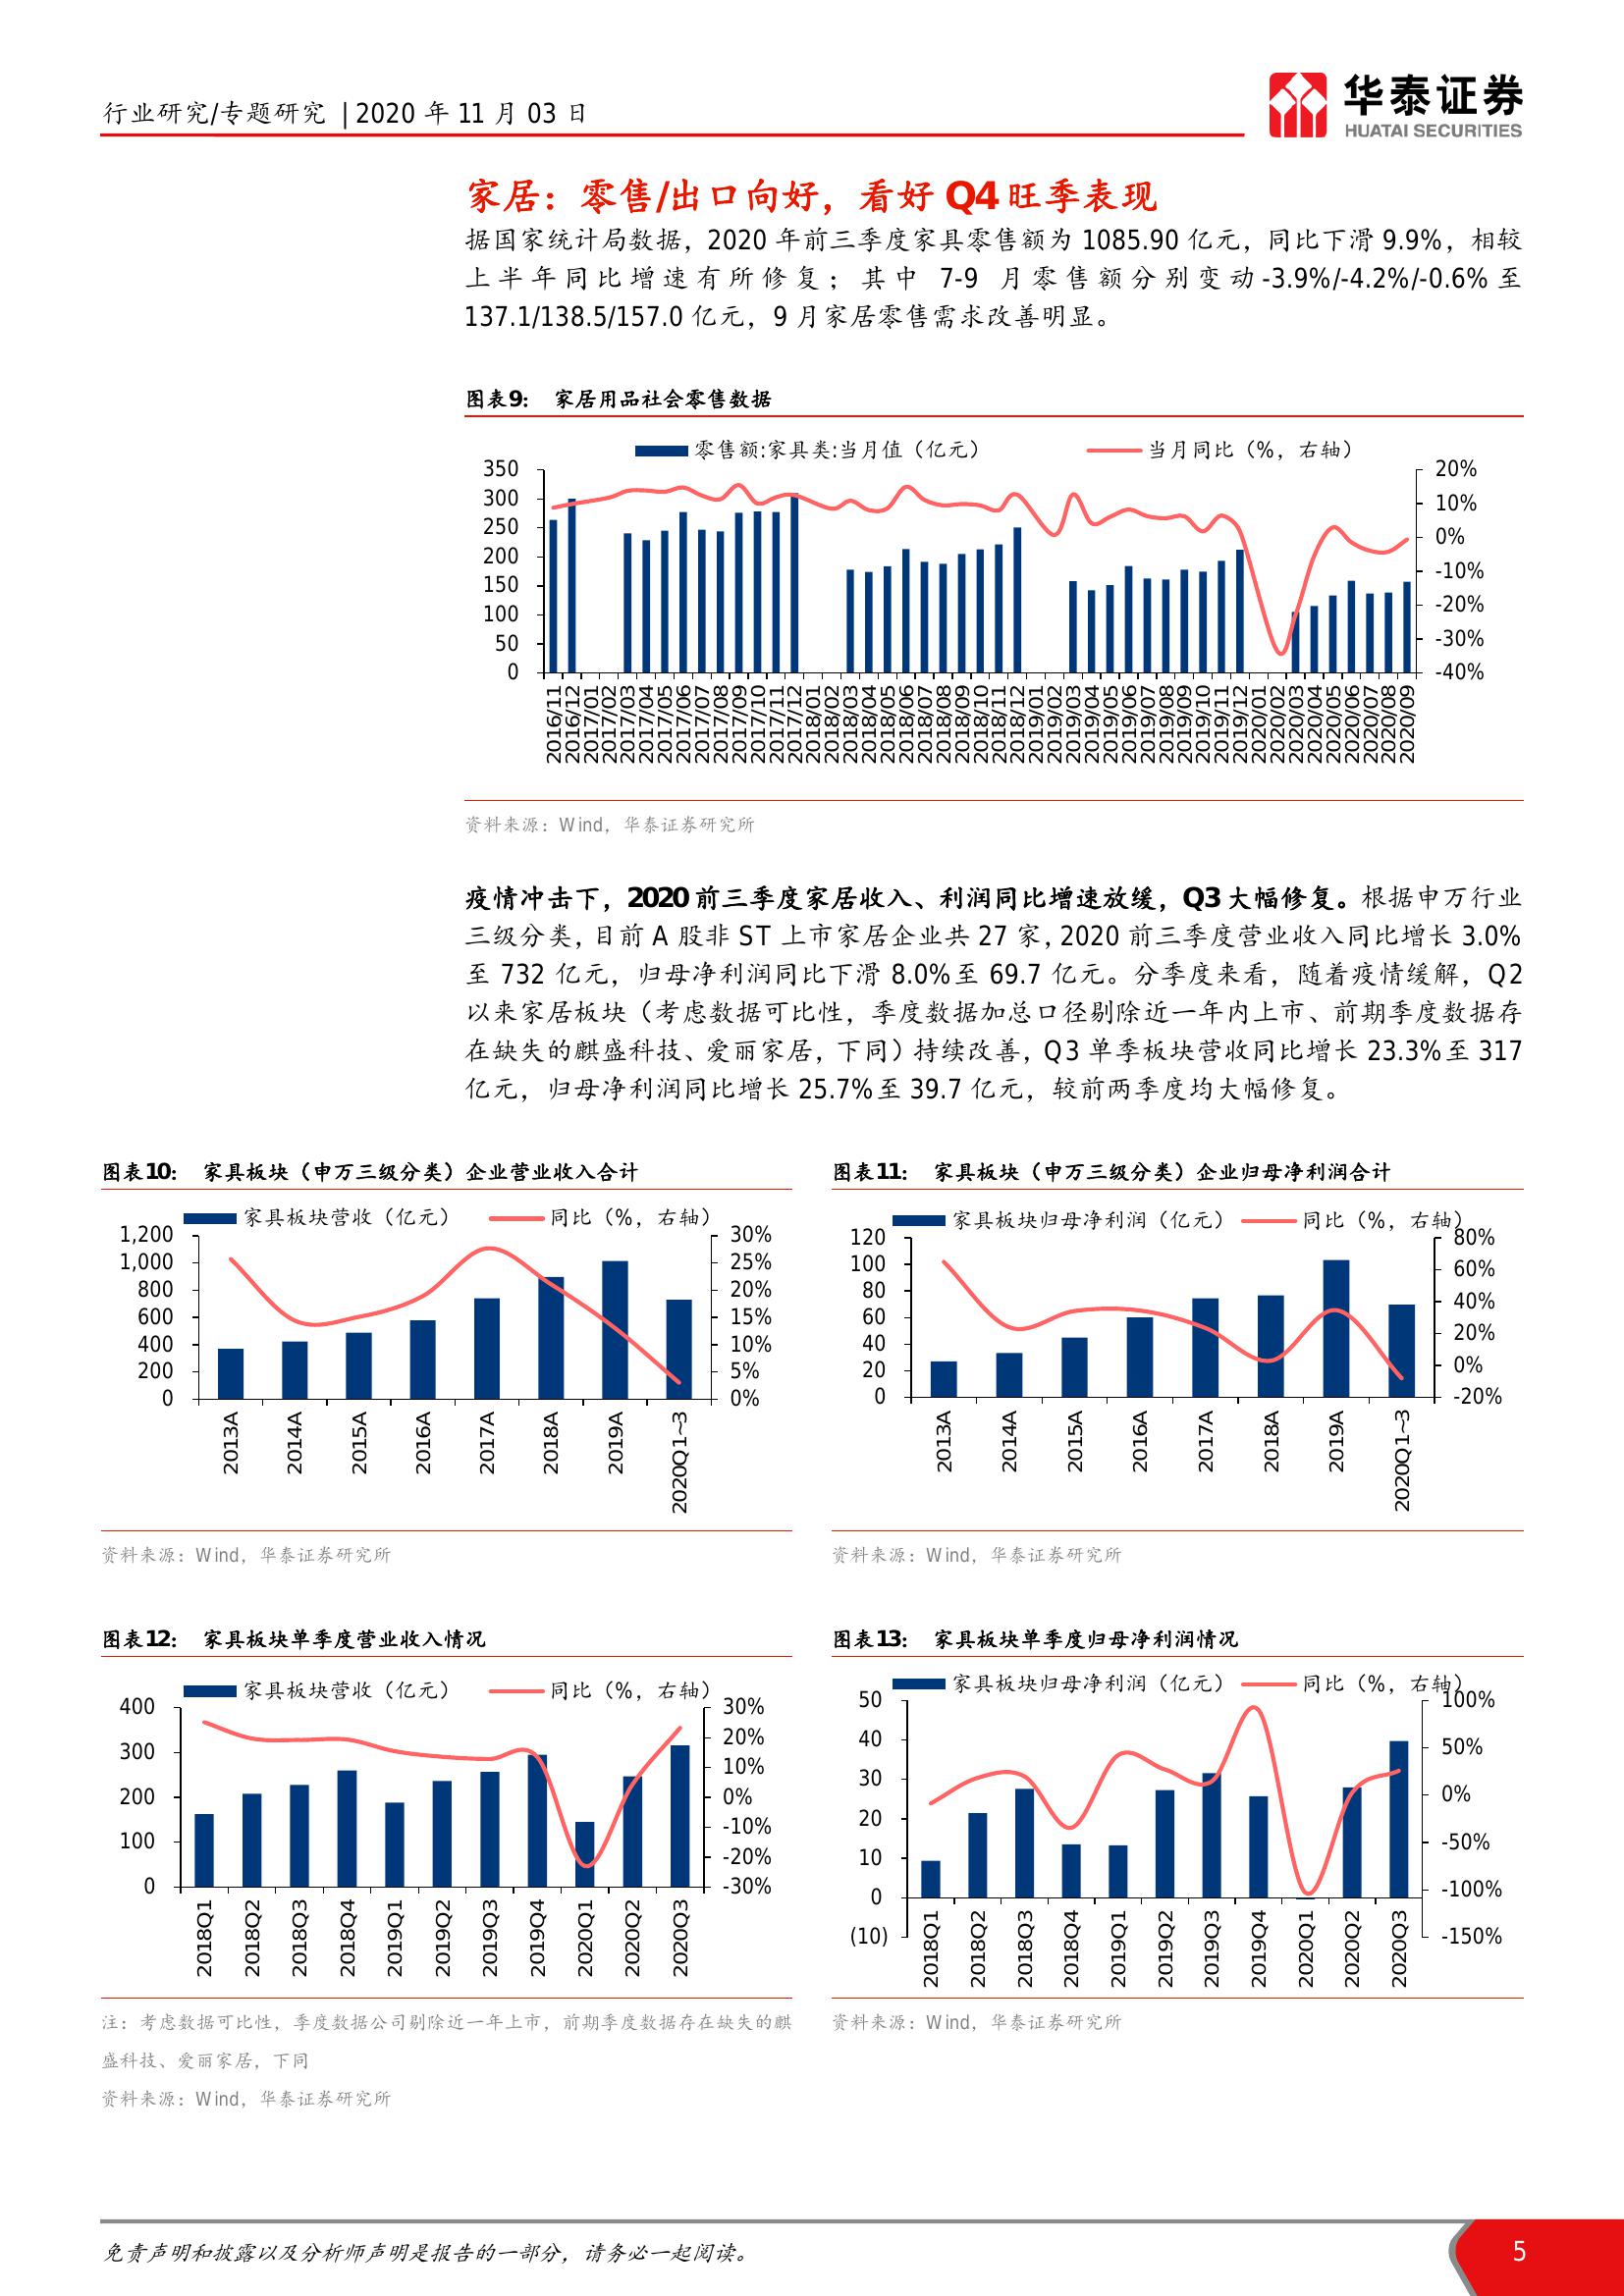 行业研究/专题研究 | 2020 年 11 月 03 日
华泰证券
HUATAI SECURITIES
家居：零售/出口向好，看好 Q4 旺季表现
据国家统计局数据，2020 年前三季度家具零售额为 1085.90 亿元，同比下滑 9.9%，相较
上半年同比增速有所修复；其中 7-9 月零售额分别变动-3.9%/-4.2%/-0.6% 至
137.1/138.5/157.0 亿元，9 月家居零售需求改善明显。
图表9： 家居用品社会零售数据
零售额:家具类:当月值（亿元） 当月同比（%，右轴）
350 20%
300 10%
250 0%
200 -10%
150 -20%
100 -30%
50 -40%
0
2016/11 2016/12 2017/01 2017/02 2017/03 2017/04 2017/05 2017/06 2017/07 2017/08 2017/09 2017/10 2017/11 2017/12 2018/01 2018/02 2018/03 2018/04 2018/05 2018/06 2018/07 2018/08 2018/09 2018/10 2018/11 2018/12 2019/01 2019/02 2019/03 2019/04 2019/05 2019/06 2019/07 2019/08 2019/09 2019/10 2019/11 2019/12 2020/01 2020/02 2020/03 2020/04 2020/05 2020/06 2020/07 2020/08 2020/09
资料来源：Wind，华泰证券研究所
疫情冲击下，2020 前三季度家居收入、利润同比增速放缓，Q3 大幅修复。根据申万行业
三级分类，目前 A 股非 ST 上市家居企业共 27 家，2020 前三季度营业收入同比增长 3.0%
至 732 亿元，归母净利润同比下滑 8.0%至 69.7 亿元。分季度来看，随着疫情缓解，Q2
以来家居板块（考虑数据可比性，季度数据加总口径剔除近一年内上市、前期季度数据存
在缺失的麒盛科技、爱丽家居，下同）持续改善，Q3 单季板块营收同比增长 23.3%至 317
亿元，归母净利润同比增长 25.7%至 39.7 亿元，较前两季度均大幅修复。
图表10： 家具板块（申万三级分类）企业营业收入合计
家具板块营收（亿元） 同比（%，右轴）
1,200 30%
1,000 25%
800 20%
600 15%
400 10%
200 5%
0 0%
2013A 2014A 2015A 2016A 2017A 2018A 2019A 2020Q1~3
资料来源：Wind，华泰证券研究所
图表11： 家具板块（申万三级分类）企业归母净利润合计
家具板块归母净利润（亿元） 同比（%，右轴）
120 80%
100 60%
80 40%
60 20%
40 0%
20 -20%
0
2013A 2014A 2015A 2016A 2017A 2018A 2019A 2020Q1~3
资料来源：Wind，华泰证券研究所
图表12： 家具板块单季度营业收入情况
家具板块营收（亿元） 同比（%，右轴）
400 30%
300 20%
200 10%
100 0%
0 -10%
-20%
-30%
2018Q1 2018Q2 2018Q3 2018Q4 2019Q1 2019Q2 2019Q3 2019Q4 2020Q1 2020Q2 2020Q3
注：考虑数据可比性，季度数据公司剔除近一年上市，前期季度数据存在缺失的麒
盛科技、爱丽家居，下同
资料来源：Wind，华泰证券研究所
图表13： 家具板块单季度归母净利润情况
家具板块归母净利润（亿元） 同比（%，右轴）
50 100%
40 50%
30 0%
20 -50%
10 -100%
0 -150%
(10)
2018Q1 2018Q2 2018Q3 2018Q4 2019Q1 2019Q2 2019Q3 2019Q4 2020Q1 2020Q2 2020Q3
资料来源：Wind，华泰证券研究所
免责声明和披露以及分析师声明是报告的一部分，请务必一起阅读。
5